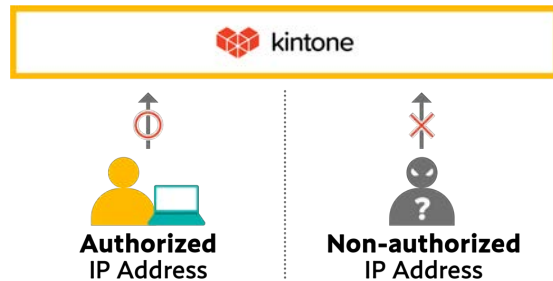 kintone
Authorized
IP Address
Non-authorized
IP Address
?